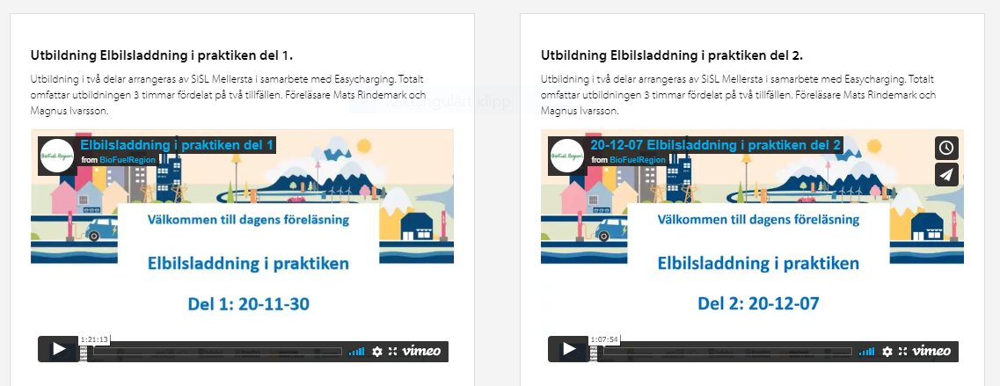 Utbildning Elbilsladdning i praktiken del 1.
Utbildning i två delar arrangeras av SiSL Mellersta i samarbete med Easycharging. Totalt
omfattar utbildningen 3 timmar fördelat på två tillfällen. Föreläsare Mats Rindemark och
Magnus Ivarsson.
Rektangulärt klipp
BioFuel Region
Elbilsladdning i praktiken del 1
from BioFuelRegion
Välkommen till dagens föreläsning
Elbilsladdning i praktiken
Del 1: 20-11-30
1:21:13
vimeo
Utbildning Elbilsladdning i praktiken del 2.
Utbildning i två delar arrangeras av SiSL Mellersta i samarbete med Easycharging. Totalt
omfattar utbildningen 3 timmar fördelat på två tillfällen. Föreläsare Mats Rindemark och
Magnus Ivarsson.
BioFuel Region
20-12-07 Elbilsladdning i praktiken del 2
from BioFuelRegion
Välkommen till dagens föreläsning
Elbilsladdning i praktiken
Del 2: 20-12-07
1:07:54
vimeo